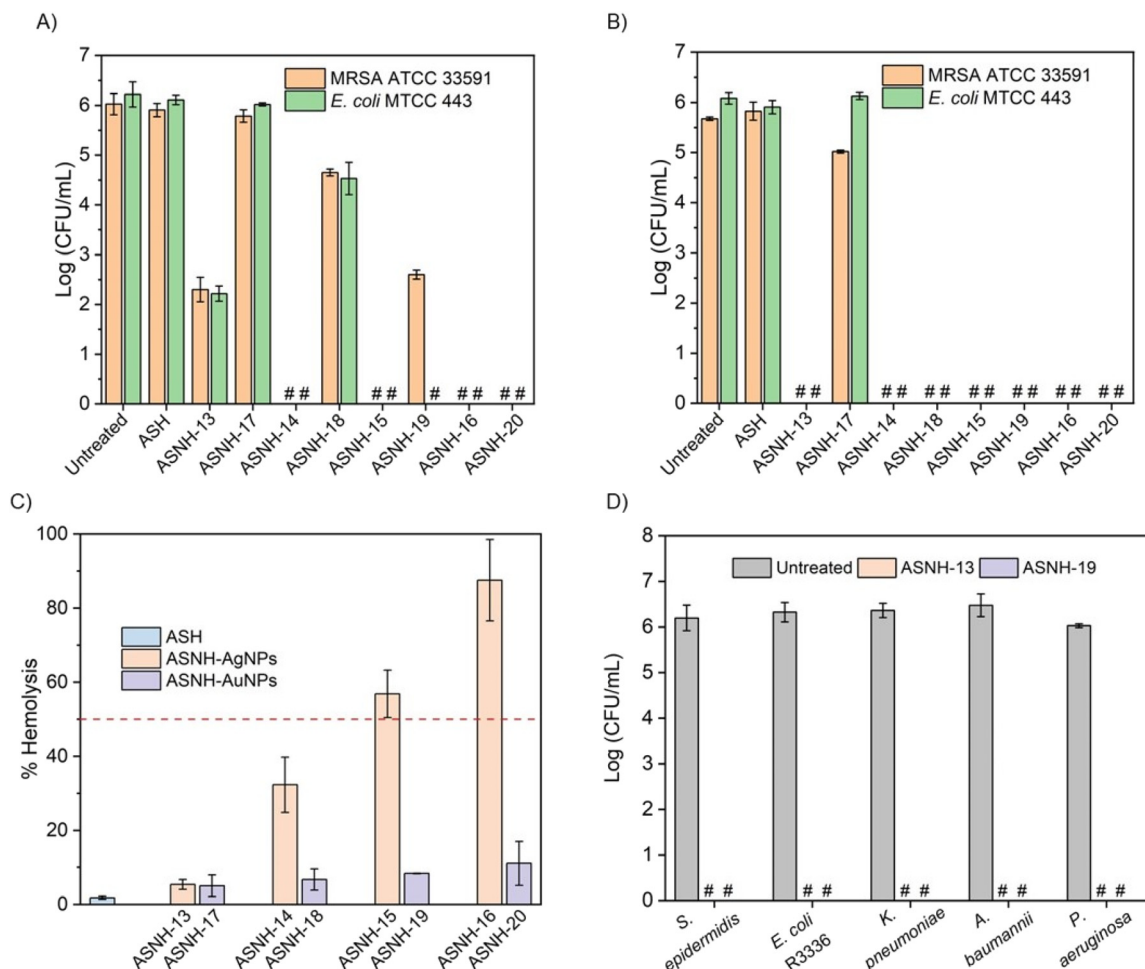 A)
7
6
5
4
3
2
1
0
Log (CFU/mL)
MRSA ATCC 33591
E. coli MTCC 443
# #
# #
#
# #
# #
Untreated
ASH
ASNH-13
ASNH-17
ASNH-14
ASNH-18
ASNH-15
ASNH-19
ASNH-16
ASNH-20
B)
7
6
5
4
3
2
1
0
Log (CFU/mL)
MRSA ATCC 33591
E. coli MTCC 443
# #
# #
# #
# #
# #
# #
# #
Untreated
ASH
ASNH-13
ASNH-17
ASNH-14
ASNH-18
ASNH-15
ASNH-19
ASNH-16
ASNH-20
C)
100
80
60
40
20
0
% Hemolysis
ASH
ASNH-AgNPs
ASNH-AuNPs
ASNH-13
ASNH-17
ASNH-14
ASNH-18
ASNH-15
ASNH-19
ASNH-16
ASNH-20
D)
8
7
6
5
4
3
2
1
0
Log (CFU/mL)
Untreated
ASNH-13
ASNH-19
# #
# #
# #
# #
# #
S.
epidermidis
E. coli
R3336
K.
pneumoniae
A.
baumannii
P.
aeruginosa